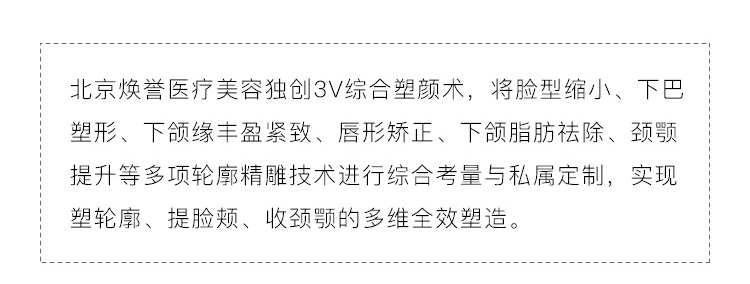 北京焕誉医疗美容独创3V综合塑颜术，将脸型缩小、下巴
塑形、下颌缘丰盈紧致、唇形矫正、下颌脂肪祛除、颈颚
提升等多项轮廓精雕技术进行综合考量与私属定制，实现
塑轮廓、提脸颊、收颈颚的多维全效塑造。